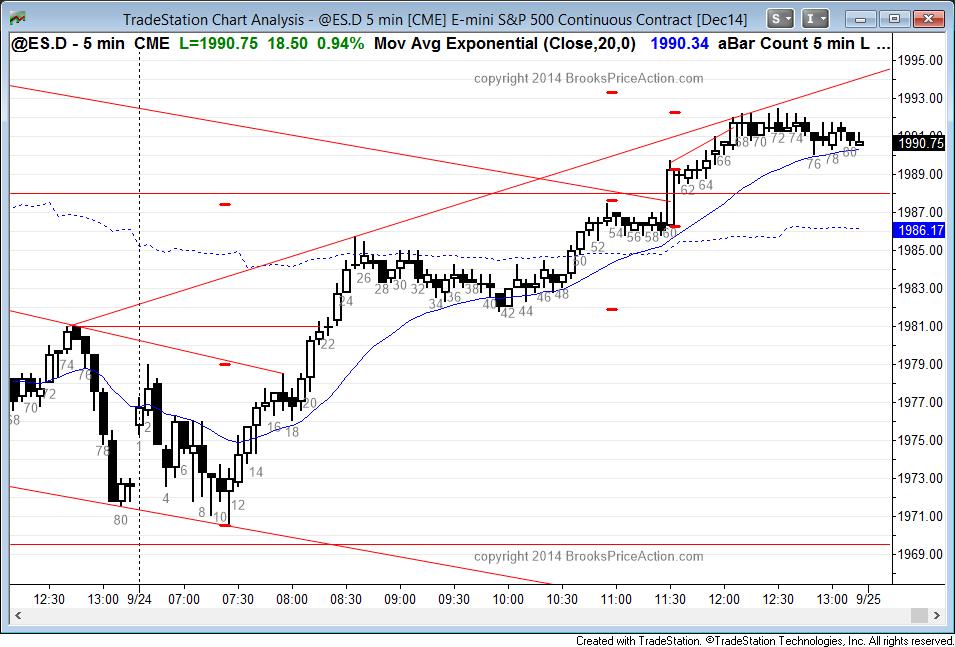 TradeStation Chart Analysis - @ES.D 5 min [CME] E-mini S&P 500 Continuous Contract [Dec14]
S I
@ES.D - 5 min CME L=1990.75 18.50 0.94% Mov Avg Exponential (Close,20,0) 1990.34 aBar Count 5 min L ...
copyright 2014 BrooksPriceAction.com
1995.00
1993.00
1991.00
1990.75
1989.00
1987.00
1986.17
1985.00
1983.00
1981.00
1979.00
1977.00
1975.00
1973.00
1971.00
1969.00
68 70 72 74 76 78 80
1 2 4 6 8 10 12 14 16 18 20 22 24 26 28 30 32 34 36 38 40 42 44 46 48 50 52 54 56 58 60 62 64 66 68 70 72 74 76 78 80
copyright 2014 BrooksPriceAction.com
12:30 13:00 9/24 07:00 07:30 08:00 08:30 09:00 09:30 10:00 10:30 11:00 11:30 12:00 12:30 13:00 9/25
Created with TradeStation. ©TradeStation Technologies, Inc. All rights reserved.